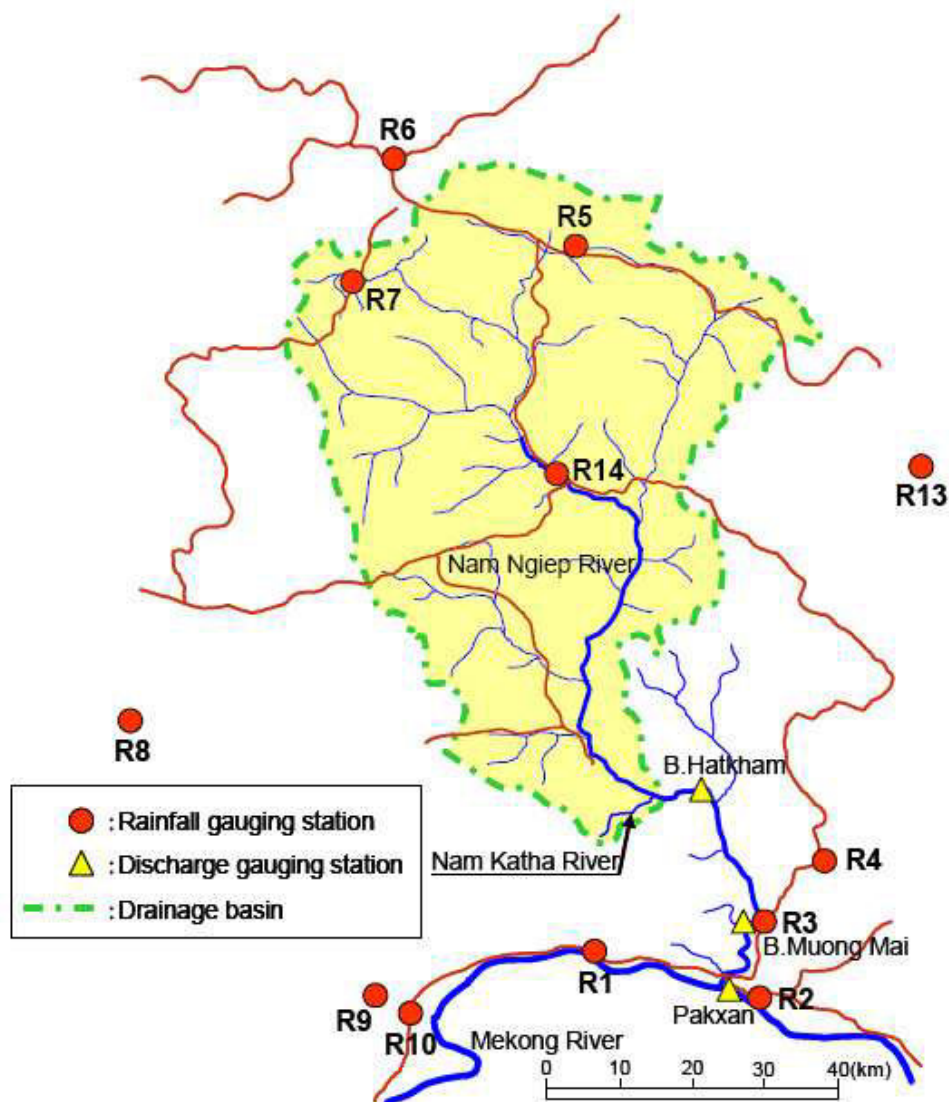 R6
R5
R7
R14
R13
Nam Ngiep River
R8
B.Hatkham
: Rainfall gauging station
: Discharge gauging station
: Drainage basin
Nam Katha River
R4
R3
B.Muong Mai
R1
R2
R9
R10
Pakxan
Mekong River
0 10 20 30 40(km)